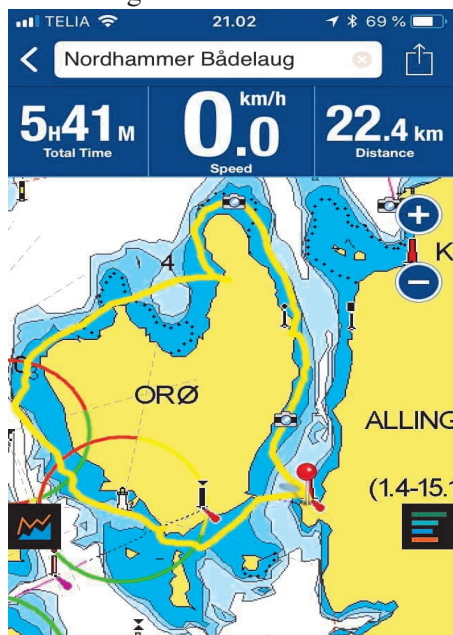 TELIA 21.02 69 %
Nordhammer Bådelaug
5H41M 0.0 km/h 22.4 km
Total Time Speed Distance
4
K
ORØ
ALLING
(1.4-15.1